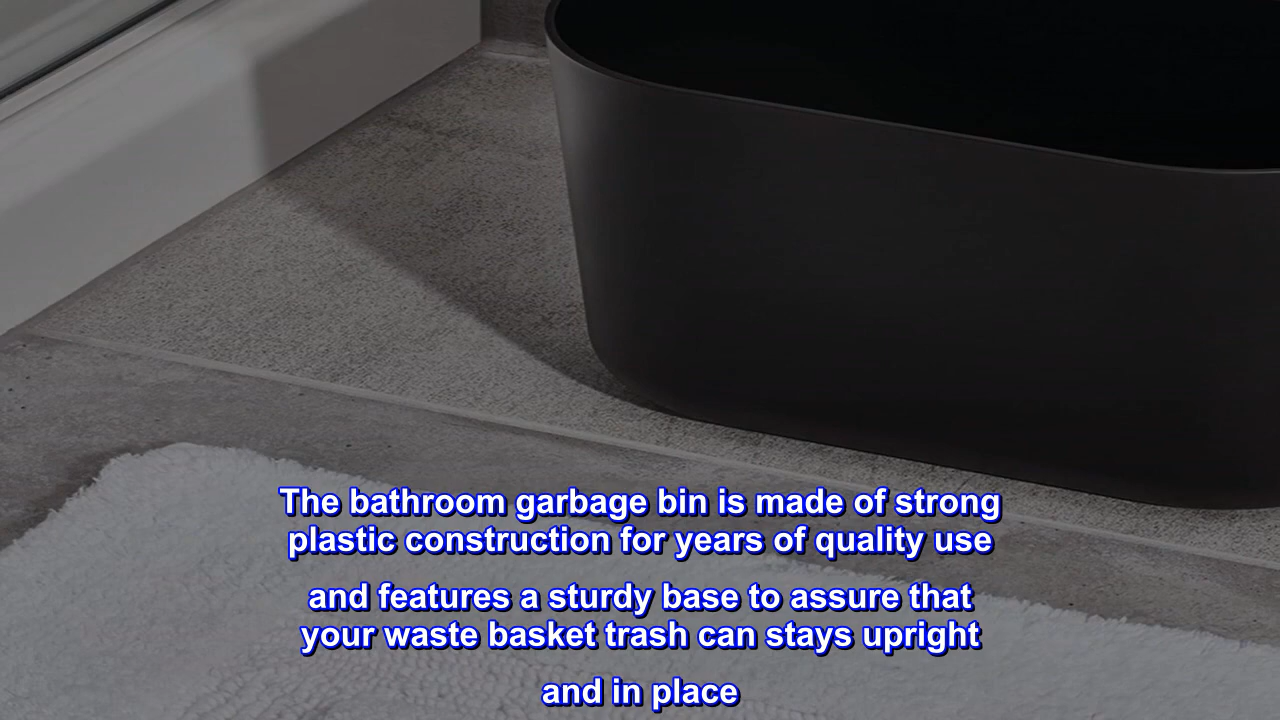 The bathroom garbage bin is made of strong
plastic construction for years of quality use
and features a sturdy base to assure that
your waste basket trash can stays upright
and in place